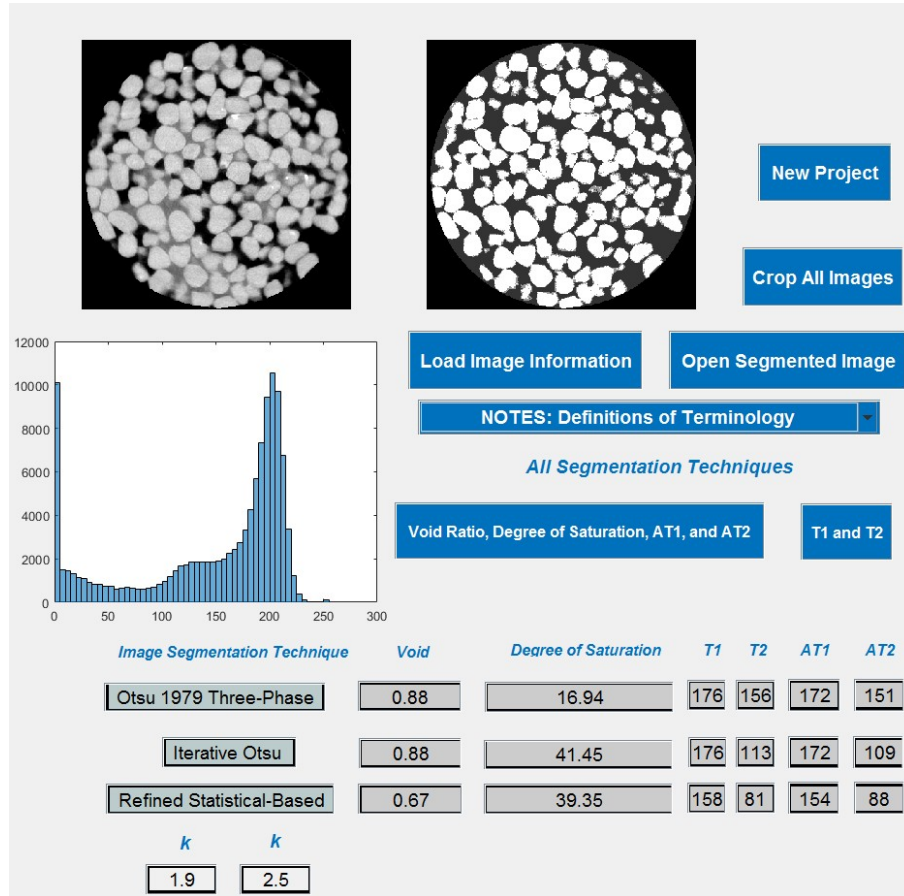 New Project
Crop All Images
Load Image Information
Open Segmented Image
NOTES: Definitions of Terminology
All Segmentation Techniques
Void Ratio, Degree of Saturation, AT1, and AT2
T1 and T2
12000
10000
8000
6000
4000
2000
0
0 50 100 150 200 250 300
Image Segmentation Technique Void Degree of Saturation T1 T2 AT1 AT2
Otsu 1979 Three-Phase 0.88 16.94 176 156 172 151
Iterative Otsu 0.88 41.45 176 113 172 109
Refined Statistical-Based 0.67 39.35 158 81 154 88
k k
1.9 2.5